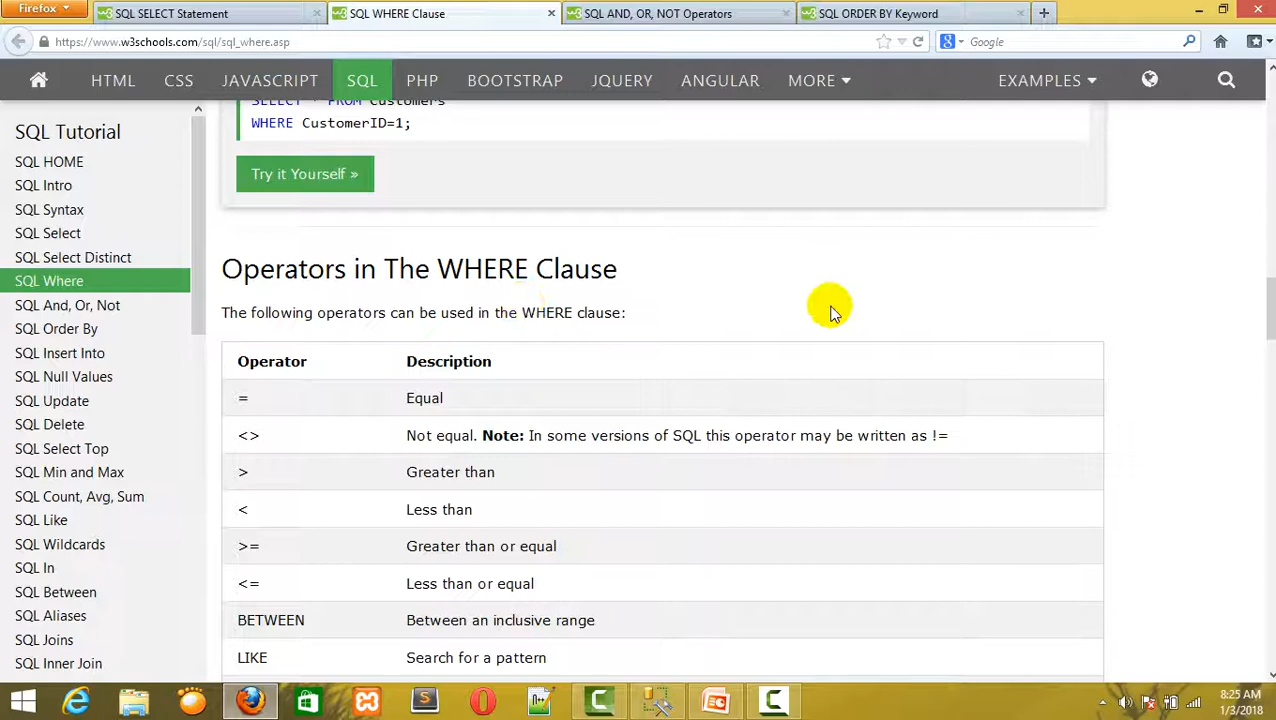 Firefox
SQL SELECT Statement
SQL WHERE Clause
SQL AND, OR, NOT Operators
SQL ORDER BY Keyword
https://www.w3schools.com/sql/sql_where.asp
Google
HTML CSS JAVASCRIPT SQL PHP BOOTSTRAP JQUERY ANGULAR MORE EXAMPLES
SQL Tutorial
SQL HOME
SQL Intro
SQL Syntax
SQL Select
SQL Select Distinct
SQL Where
SQL And, Or, Not
SQL Order By
SQL Insert Into
SQL Null Values
SQL Update
SQL Delete
SQL Select Top
SQL Min and Max
SQL Count, Avg, Sum
SQL Like
SQL Wildcards
SQL In
SQL Between
SQL Aliases
SQL Joins
SQL Inner Join
SELECT * FROM Customers
WHERE CustomerID=1;
Try it Yourself »
Operators in The WHERE Clause
The following operators can be used in the WHERE clause:
Operator Description
= Equal
<> Not equal. Note: In some versions of SQL this operator may be written as !=
> Greater than
< Less than
>= Greater than or equal
<= Less than or equal
BETWEEN Between an inclusive range
LIKE Search for a pattern
8:25 AM
1/3/2018